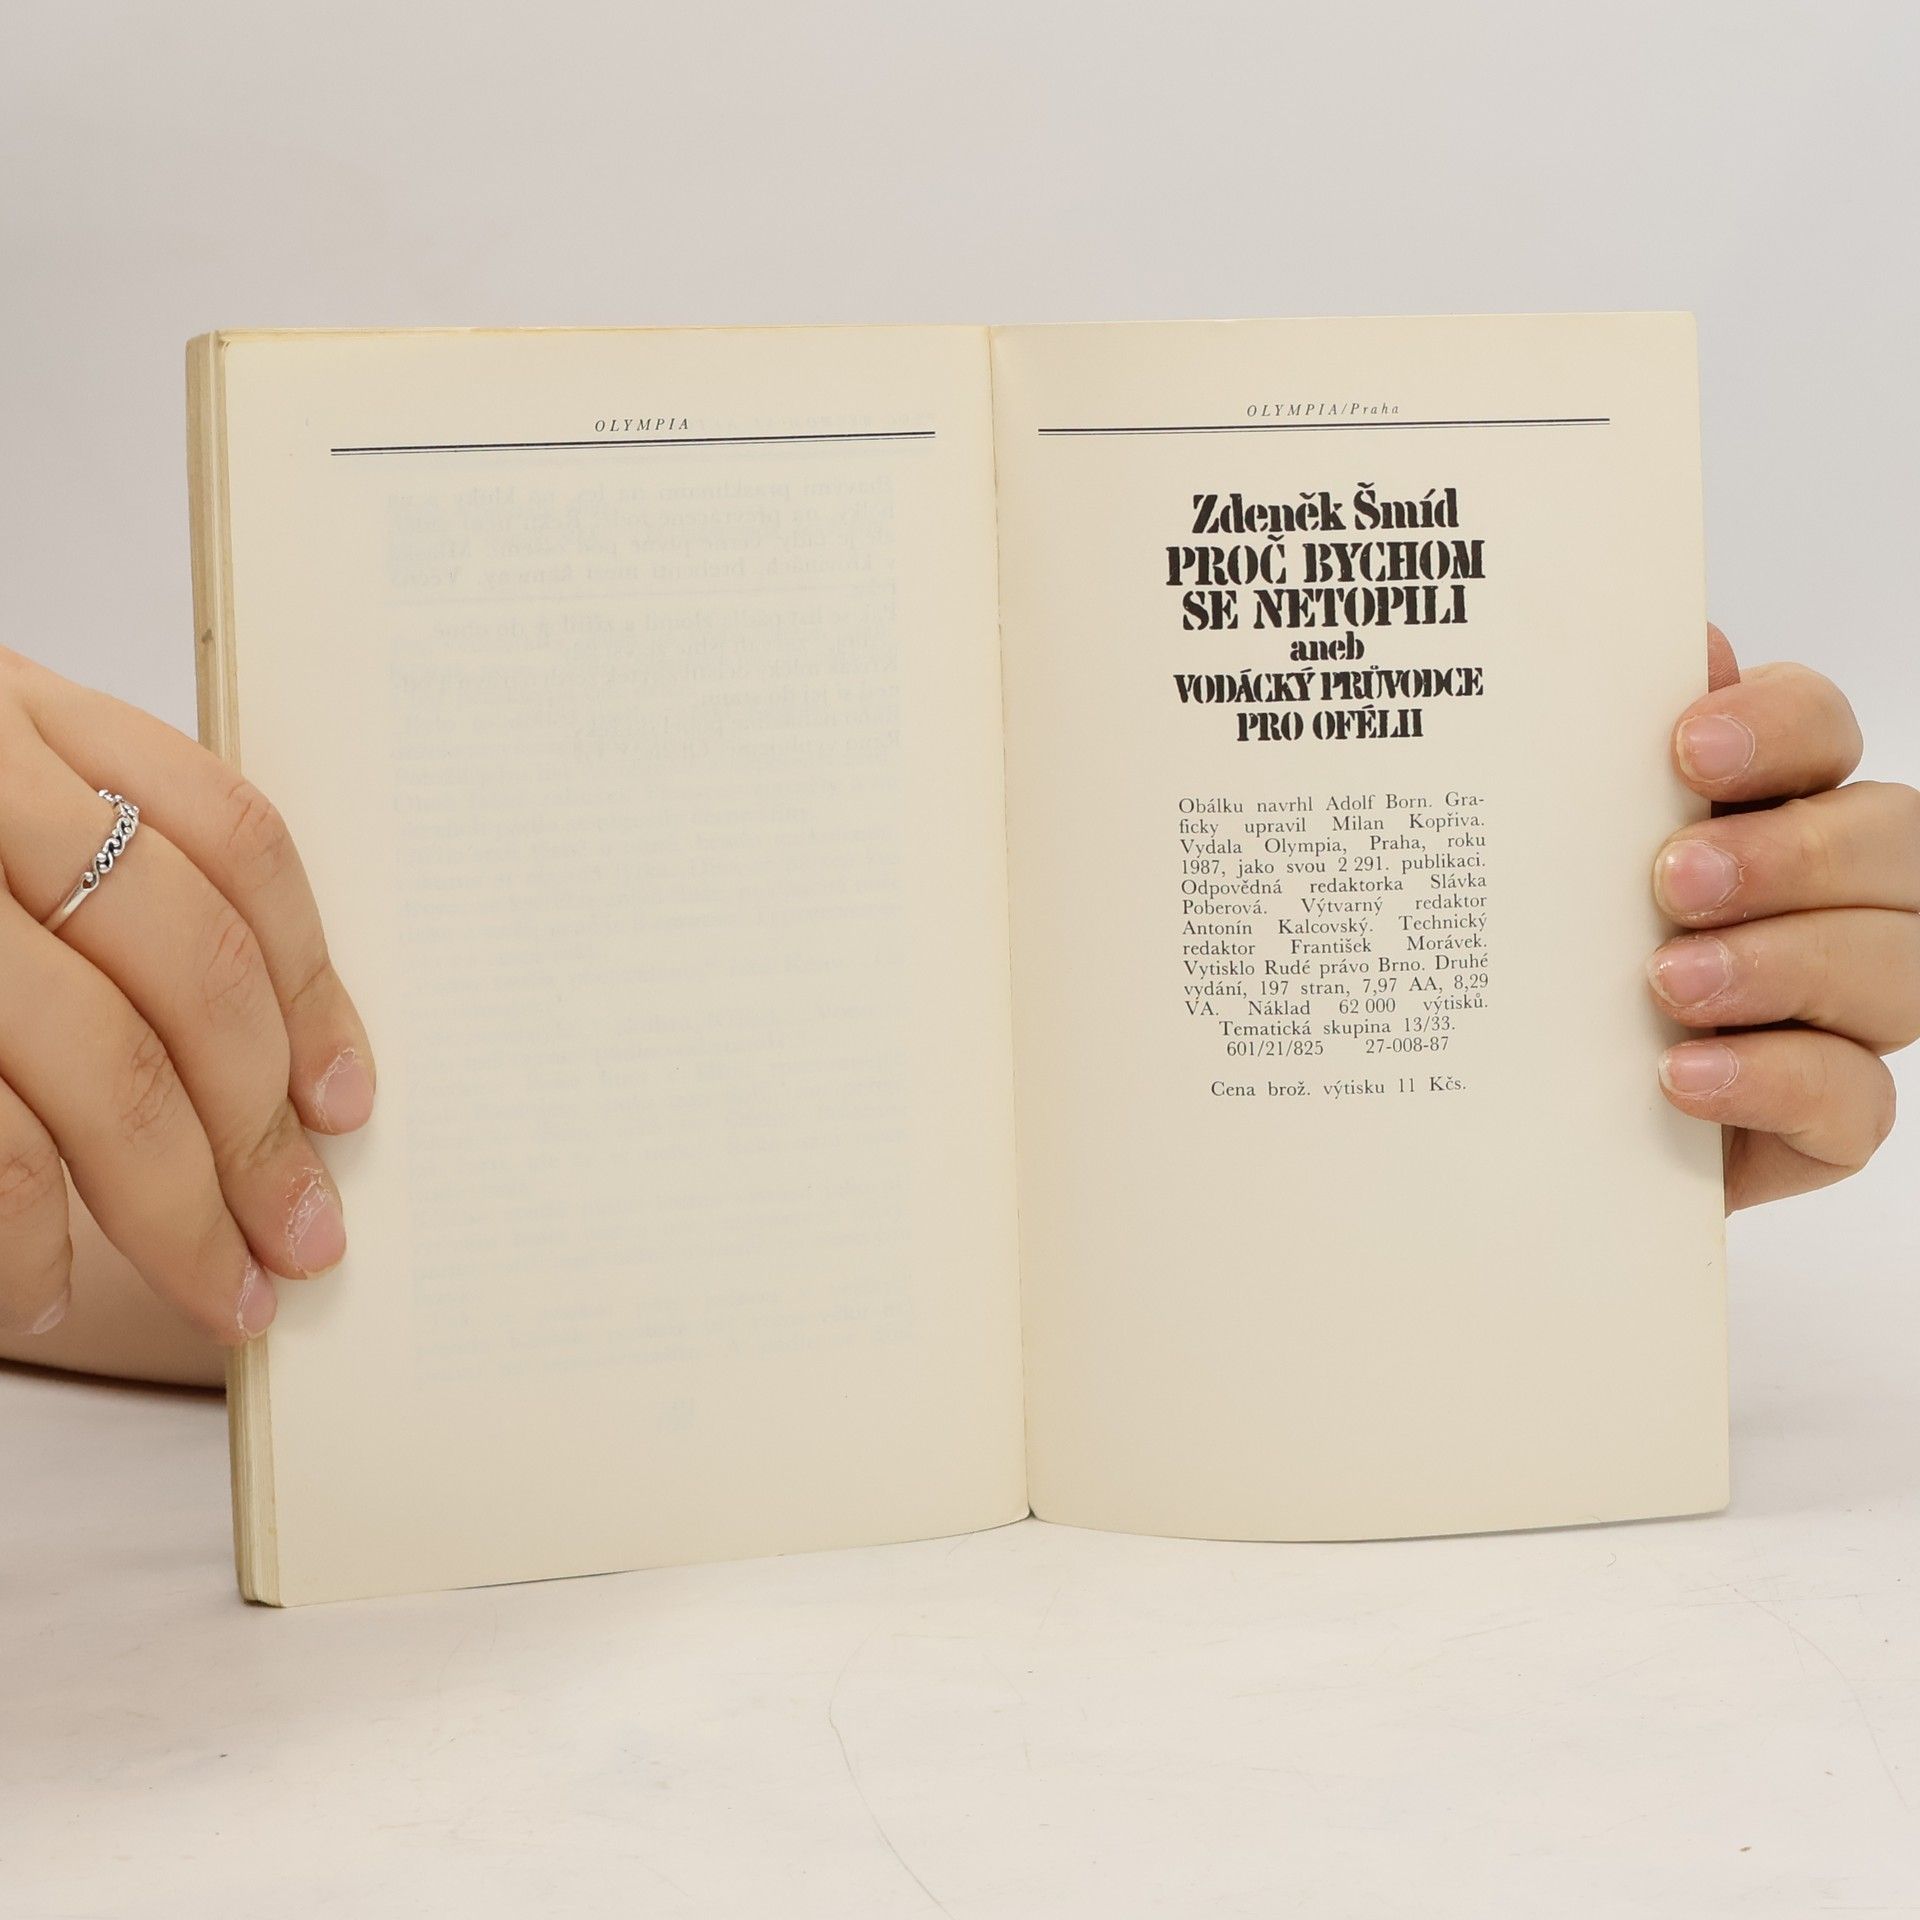 OLYMPIA
OLYMPIA/Praha
Zdeněk Šmíd
PROČ BYCHOM
SE NETOPILI
aneb
VODÁCKÝ PRŮVODCE
PRO OFÉLII
Obálku navrhl Adolf Born. Gra-
ficky upravil Milan Kopřiva.
Vydala Olympia, Praha, roku
1987, jako svou 2 291. publikaci.
Odpovědná redaktorka Slávka
Poberová. Výtvarný redaktor
Antonín Kalcovský. Technický
redaktor František Morávek.
Vytisklo Rudé právo Brno. Druhé
vydání, 197 stran, 7,97 AA, 8,29
VA. Náklad 62 000 výtisků.
Tematická skupina 13/33.
601/21/825 27-008-87
Cena brož. výtisku 11 Kčs.